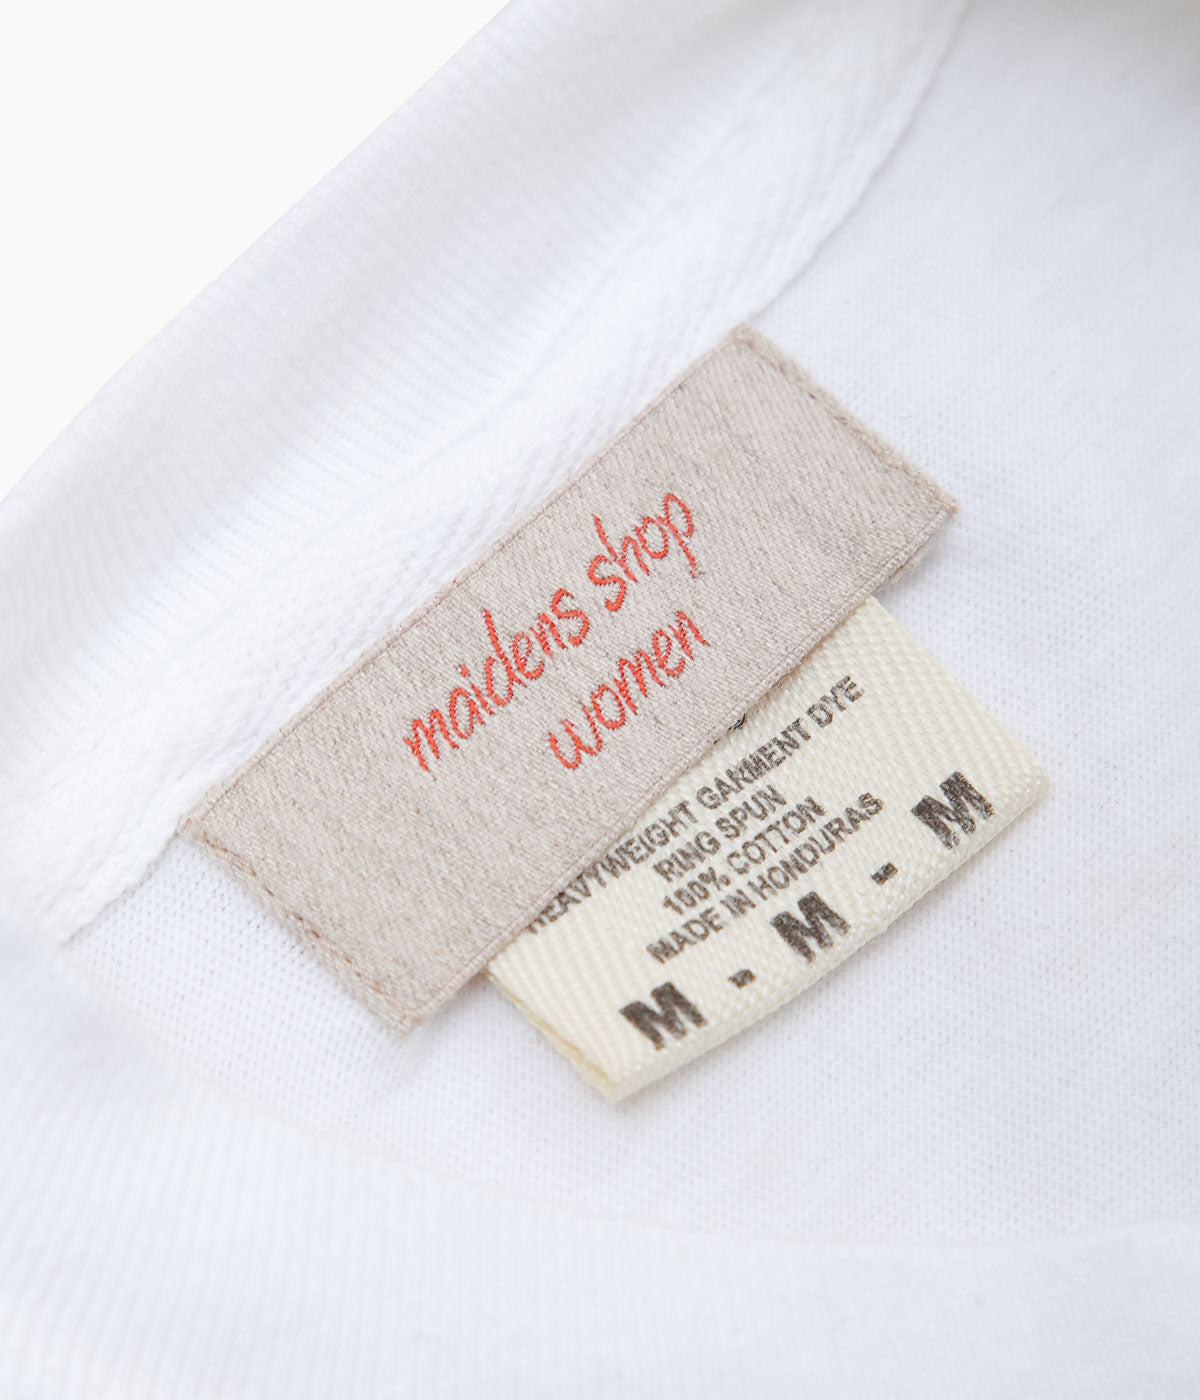 maidens shop
women
HEAVYWEIGHT GARMENT DYE
RING SPUN
100% COTTON
MADE IN HONDURAS
M - M - M